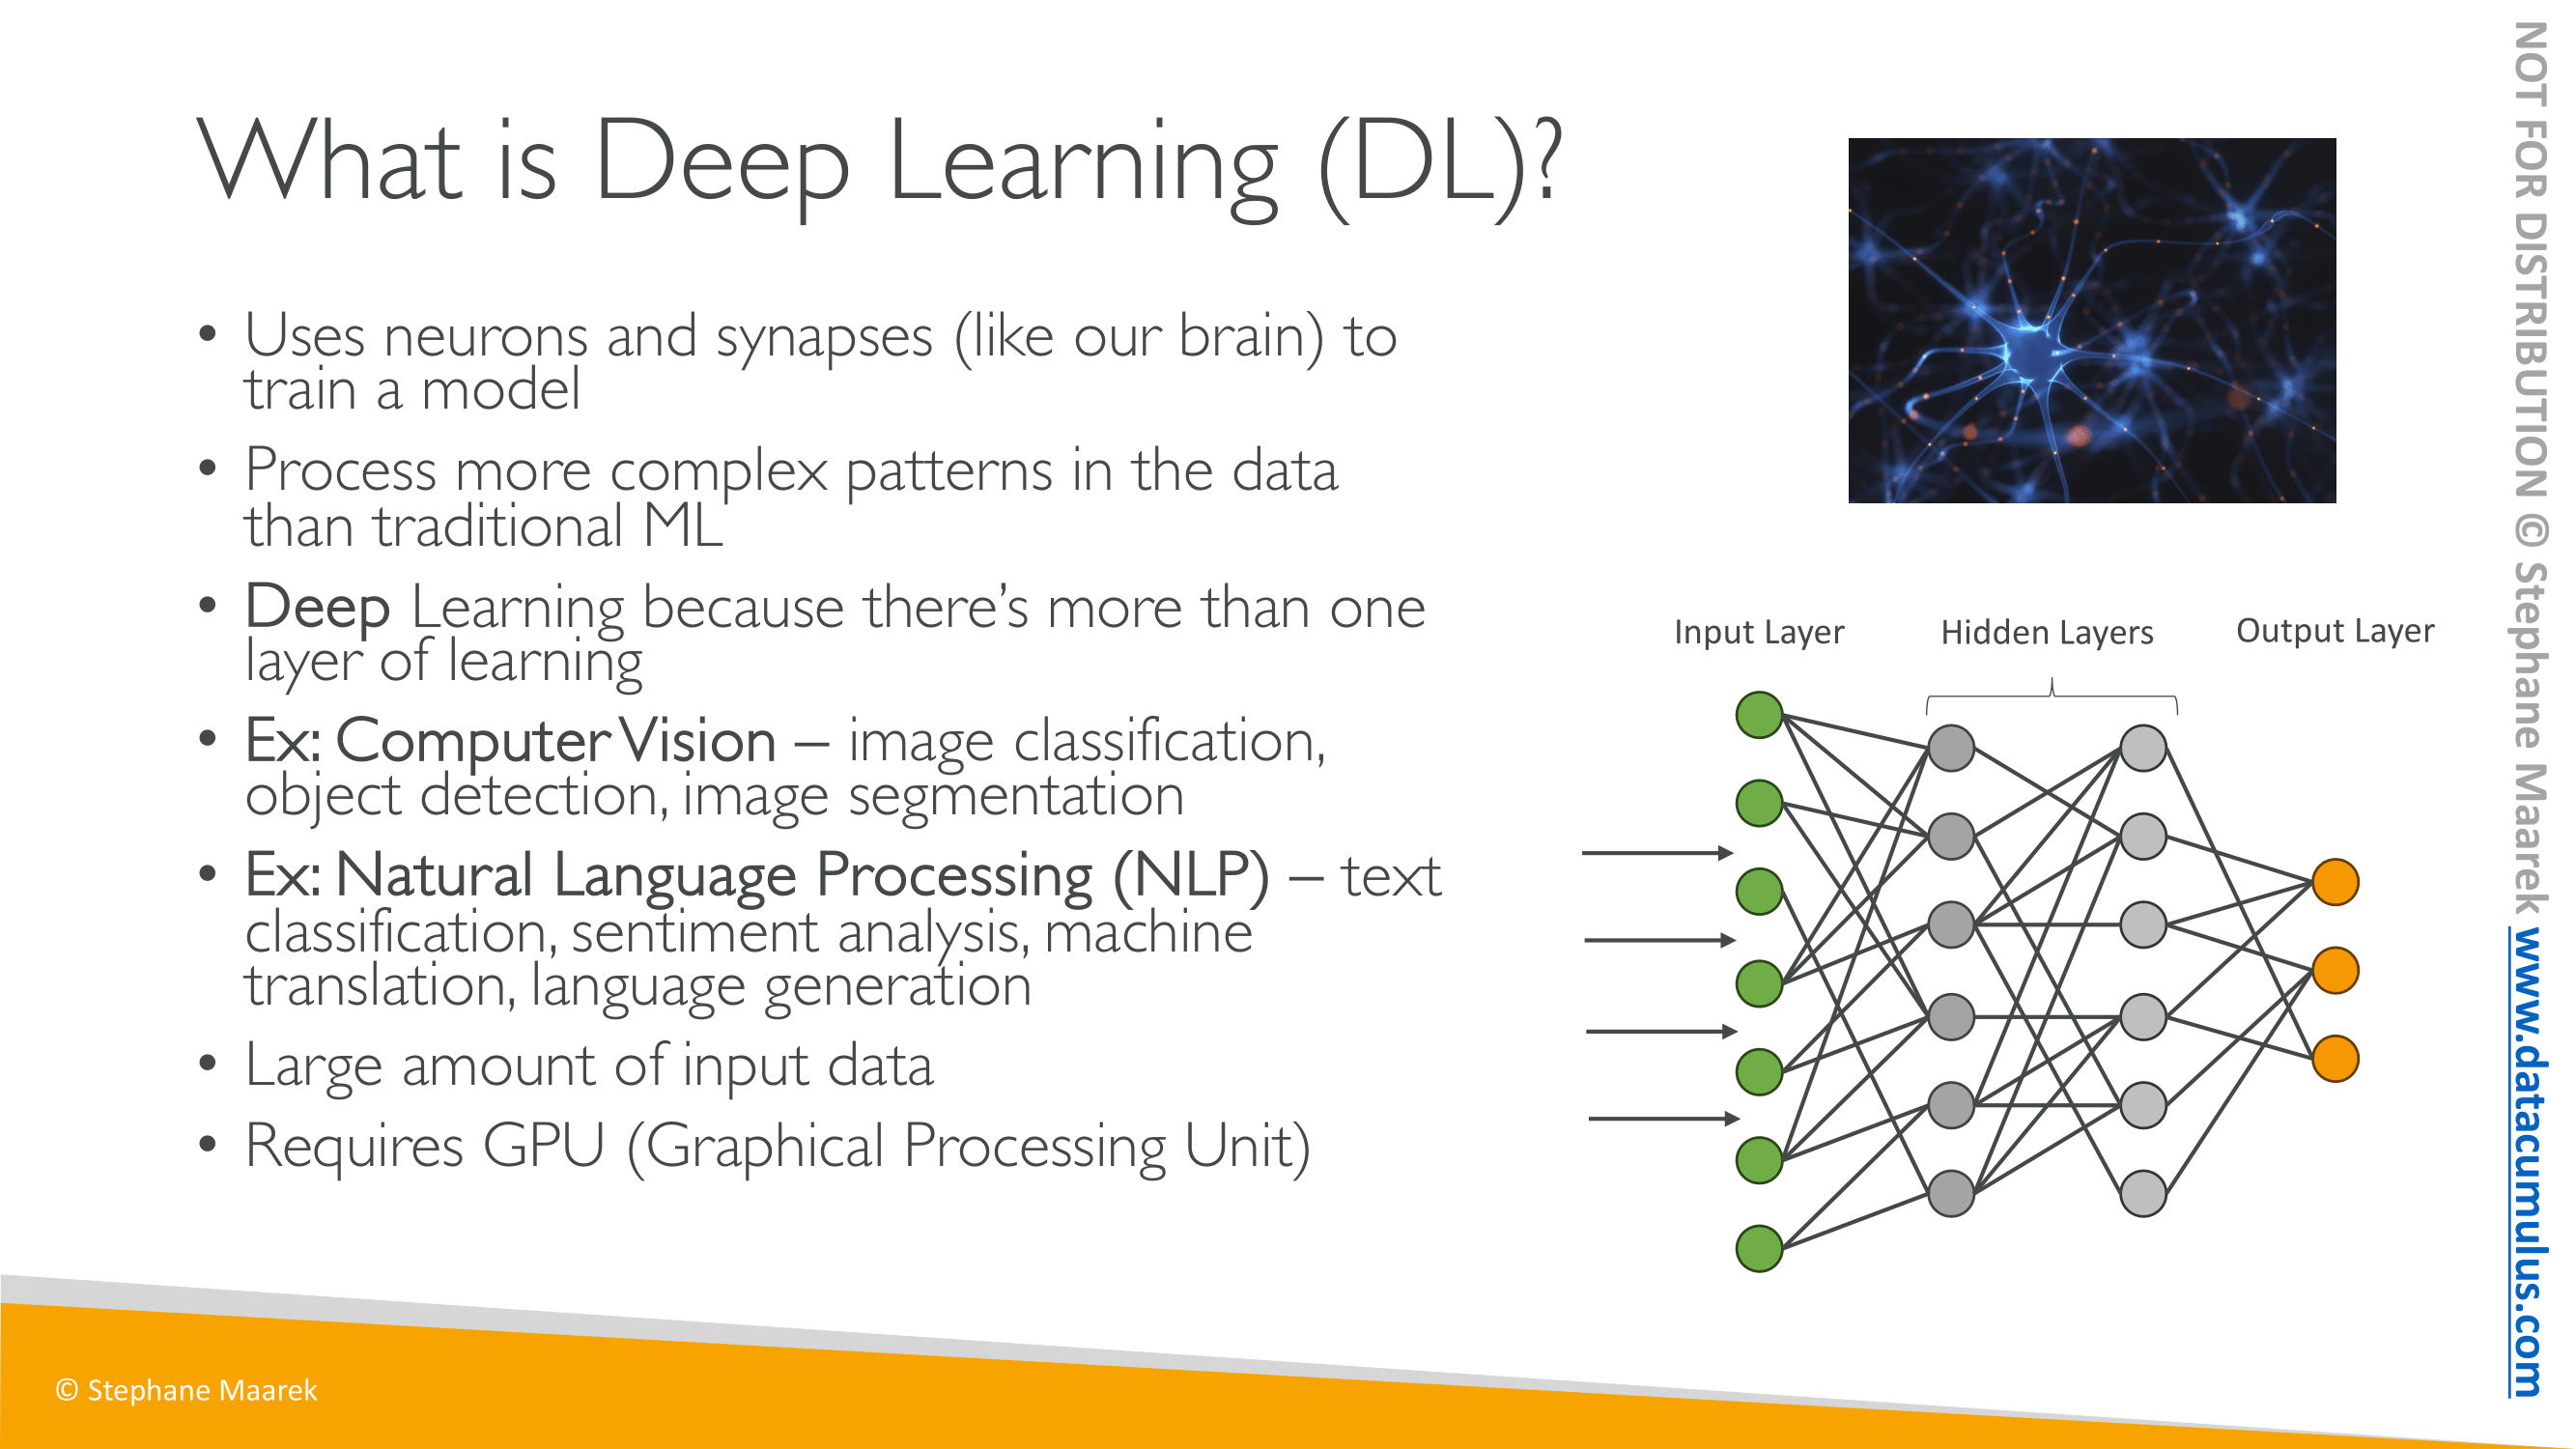 What is Deep Learning (DL)?
• Uses neurons and synapses (like our brain) to
train a model
• Process more complex patterns in the data
than traditional ML
• Deep Learning because there’s more than one
layer of learning
• Ex: Computer Vision – image classification,
object detection, image segmentation
• Ex: Natural Language Processing (NLP) – text
classification, sentiment analysis, machine
translation, language generation
• Large amount of input data
• Requires GPU (Graphical Processing Unit)
Input Layer
Hidden Layers
Output Layer
© Stephane Maarek
NOT FOR DISTRIBUTION © Stephane Maarek www.datacumulus.com